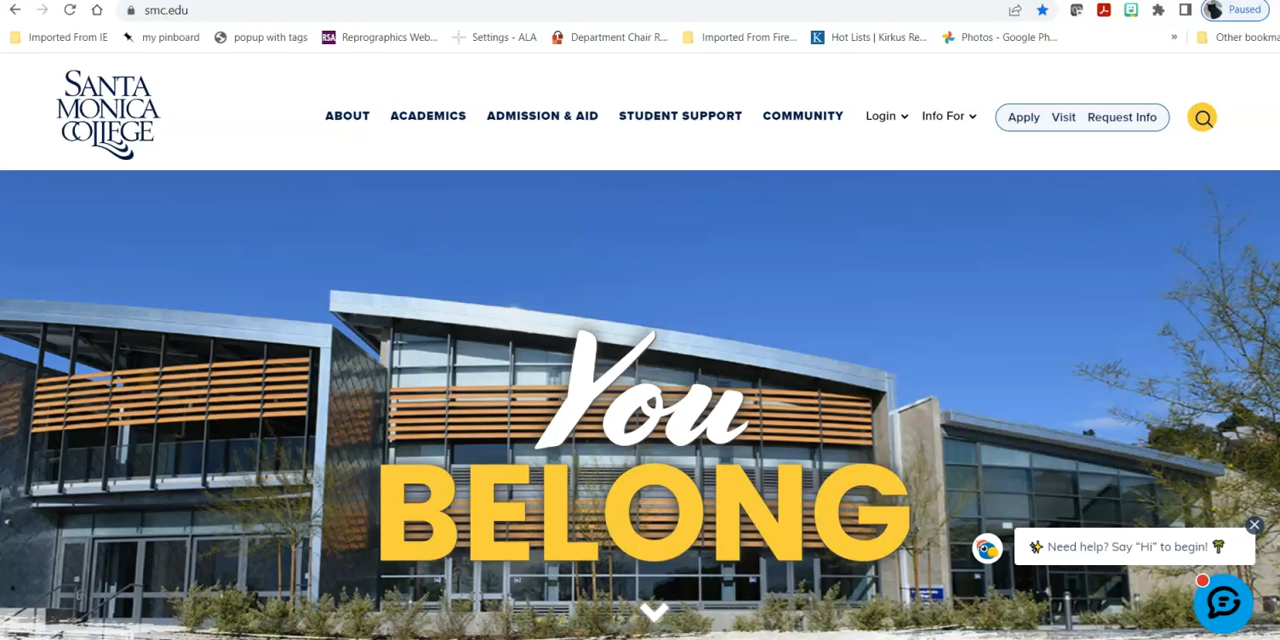 smc.edu
Paused
Imported From IE my pinboard popup with tags RSA Reprographics Web... Settings - ALA Department Chair R... Imported From Fire... K Hot Lists | Kirkus Re... Photos - Google Ph... » Other bookma
SANTA
MONICA
COLLEGE
ABOUT ACADEMICS ADMISSION & AID STUDENT SUPPORT COMMUNITY Login Info For Apply Visit Request Info
You
BELONG
✨ Need help? Say “Hi” to begin! 🌴